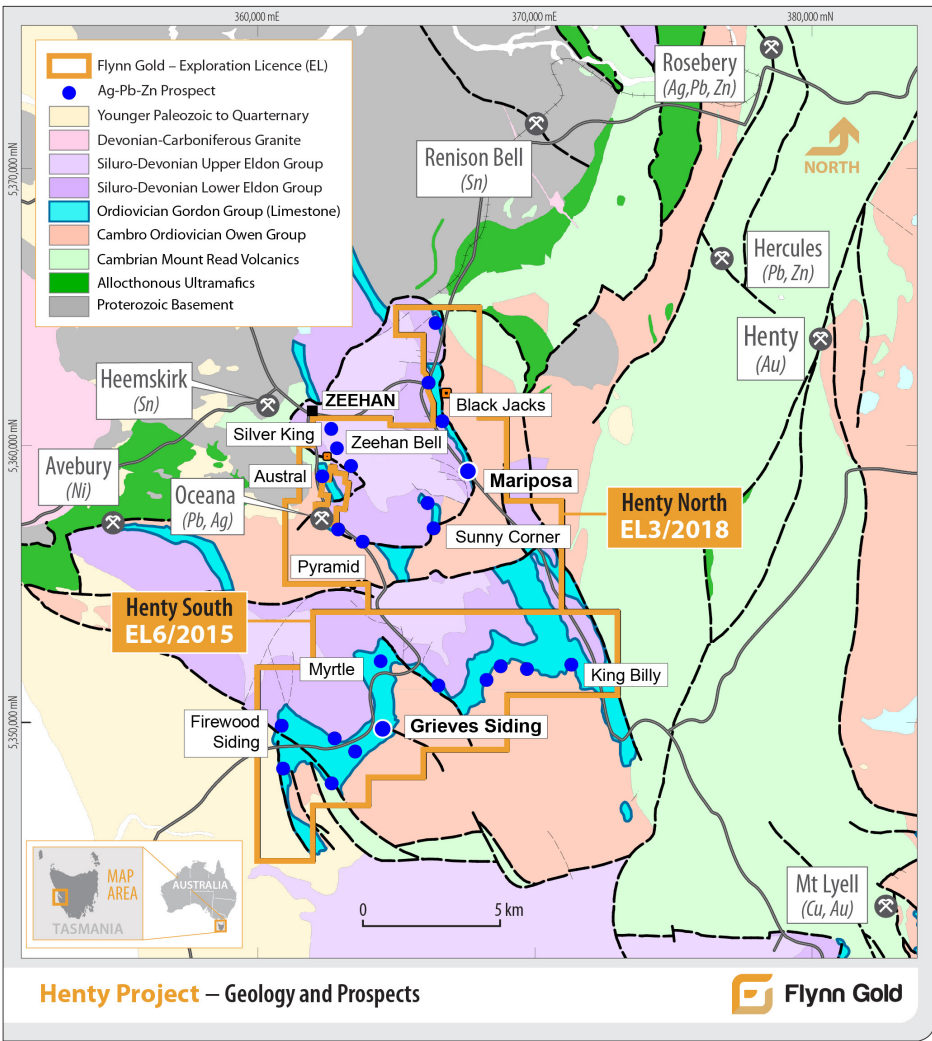 360,000 mN
370,000 mN
380,000 mN
5,370,000 mN
5,360,000 mN
5,350,000 mN
Flynn Gold – Exploration Licence (EL)
Ag-Pb-Zn Prospect
Younger Paleozoic to Quarternary
Devonian-Carboniferous Granite
Siluro-Devonian Upper Eldon Group
Siluro-Devonian Lower Eldon Group
Ordiovician Gordon Group (Limestone)
Cambro Ordiovician Owen Group
Cambrian Mount Read Volcanics
Allocthonous Ultramafics
Proterozoic Basement
Rosebery
(Ag,Pb, Zn)
Renison Bell
(Sn)
NORTH
Hercules
(Pb, Zn)
Henty
(Au)
Heemskirk
(Sn)
ZEEHAN
Black Jacks
Silver King
Zeehan Bell
Avebury
(Ni)
Austral
Mariposa
Oceana
(Pb, Ag)
Henty North
EL3/2018
Sunny Corner
Pyramid
Henty South
EL6/2015
Myrtle
King Billy
Firewood
Siding
Grieves Siding
MAP
AREA
TASMANIA
AUSTRALIA
0
5 km
Mt Lyell
(Cu, Au)
Henty Project – Geology and Prospects
Flynn Gold